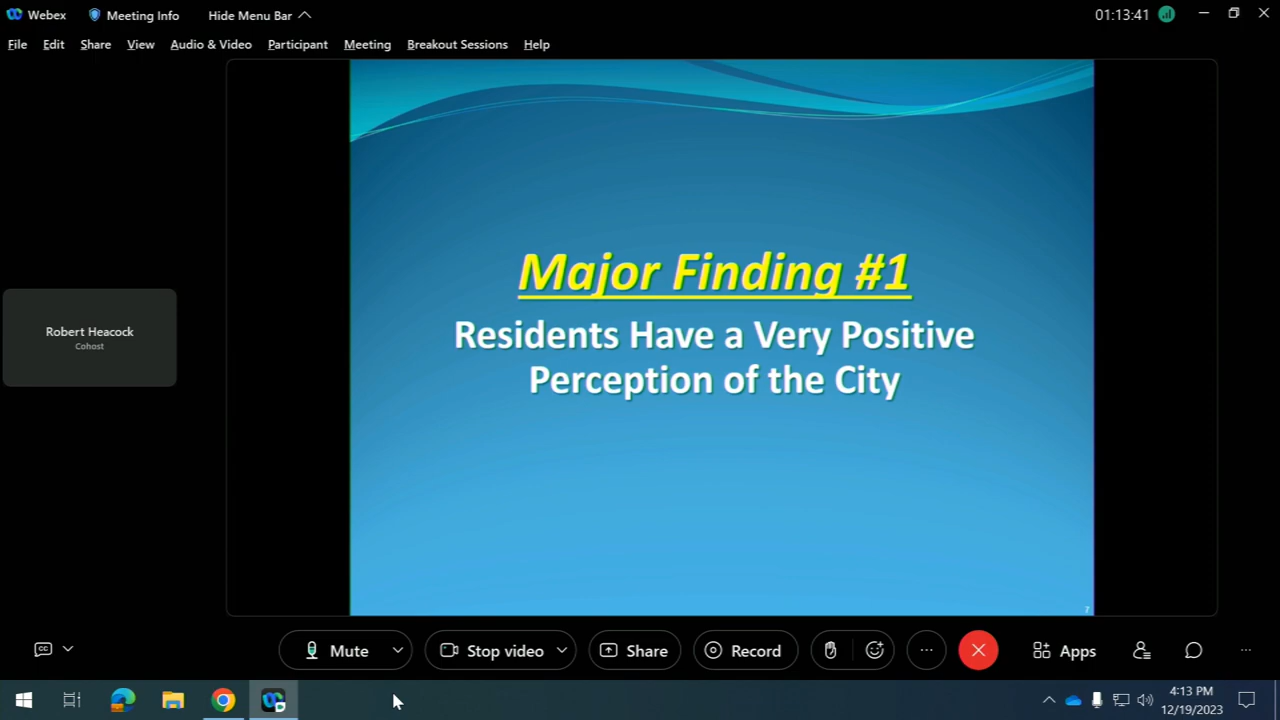 Webex Meeting Info Hide Menu Bar 01:13:41
File Edit Share View Audio & Video Participant Meeting Breakout Sessions Help
Major Finding #1
Residents Have a Very Positive
Perception of the City
Robert Heacock
Cohost
7
CC Mute Stop video Share Record Apps
4:13 PM
12/19/2023